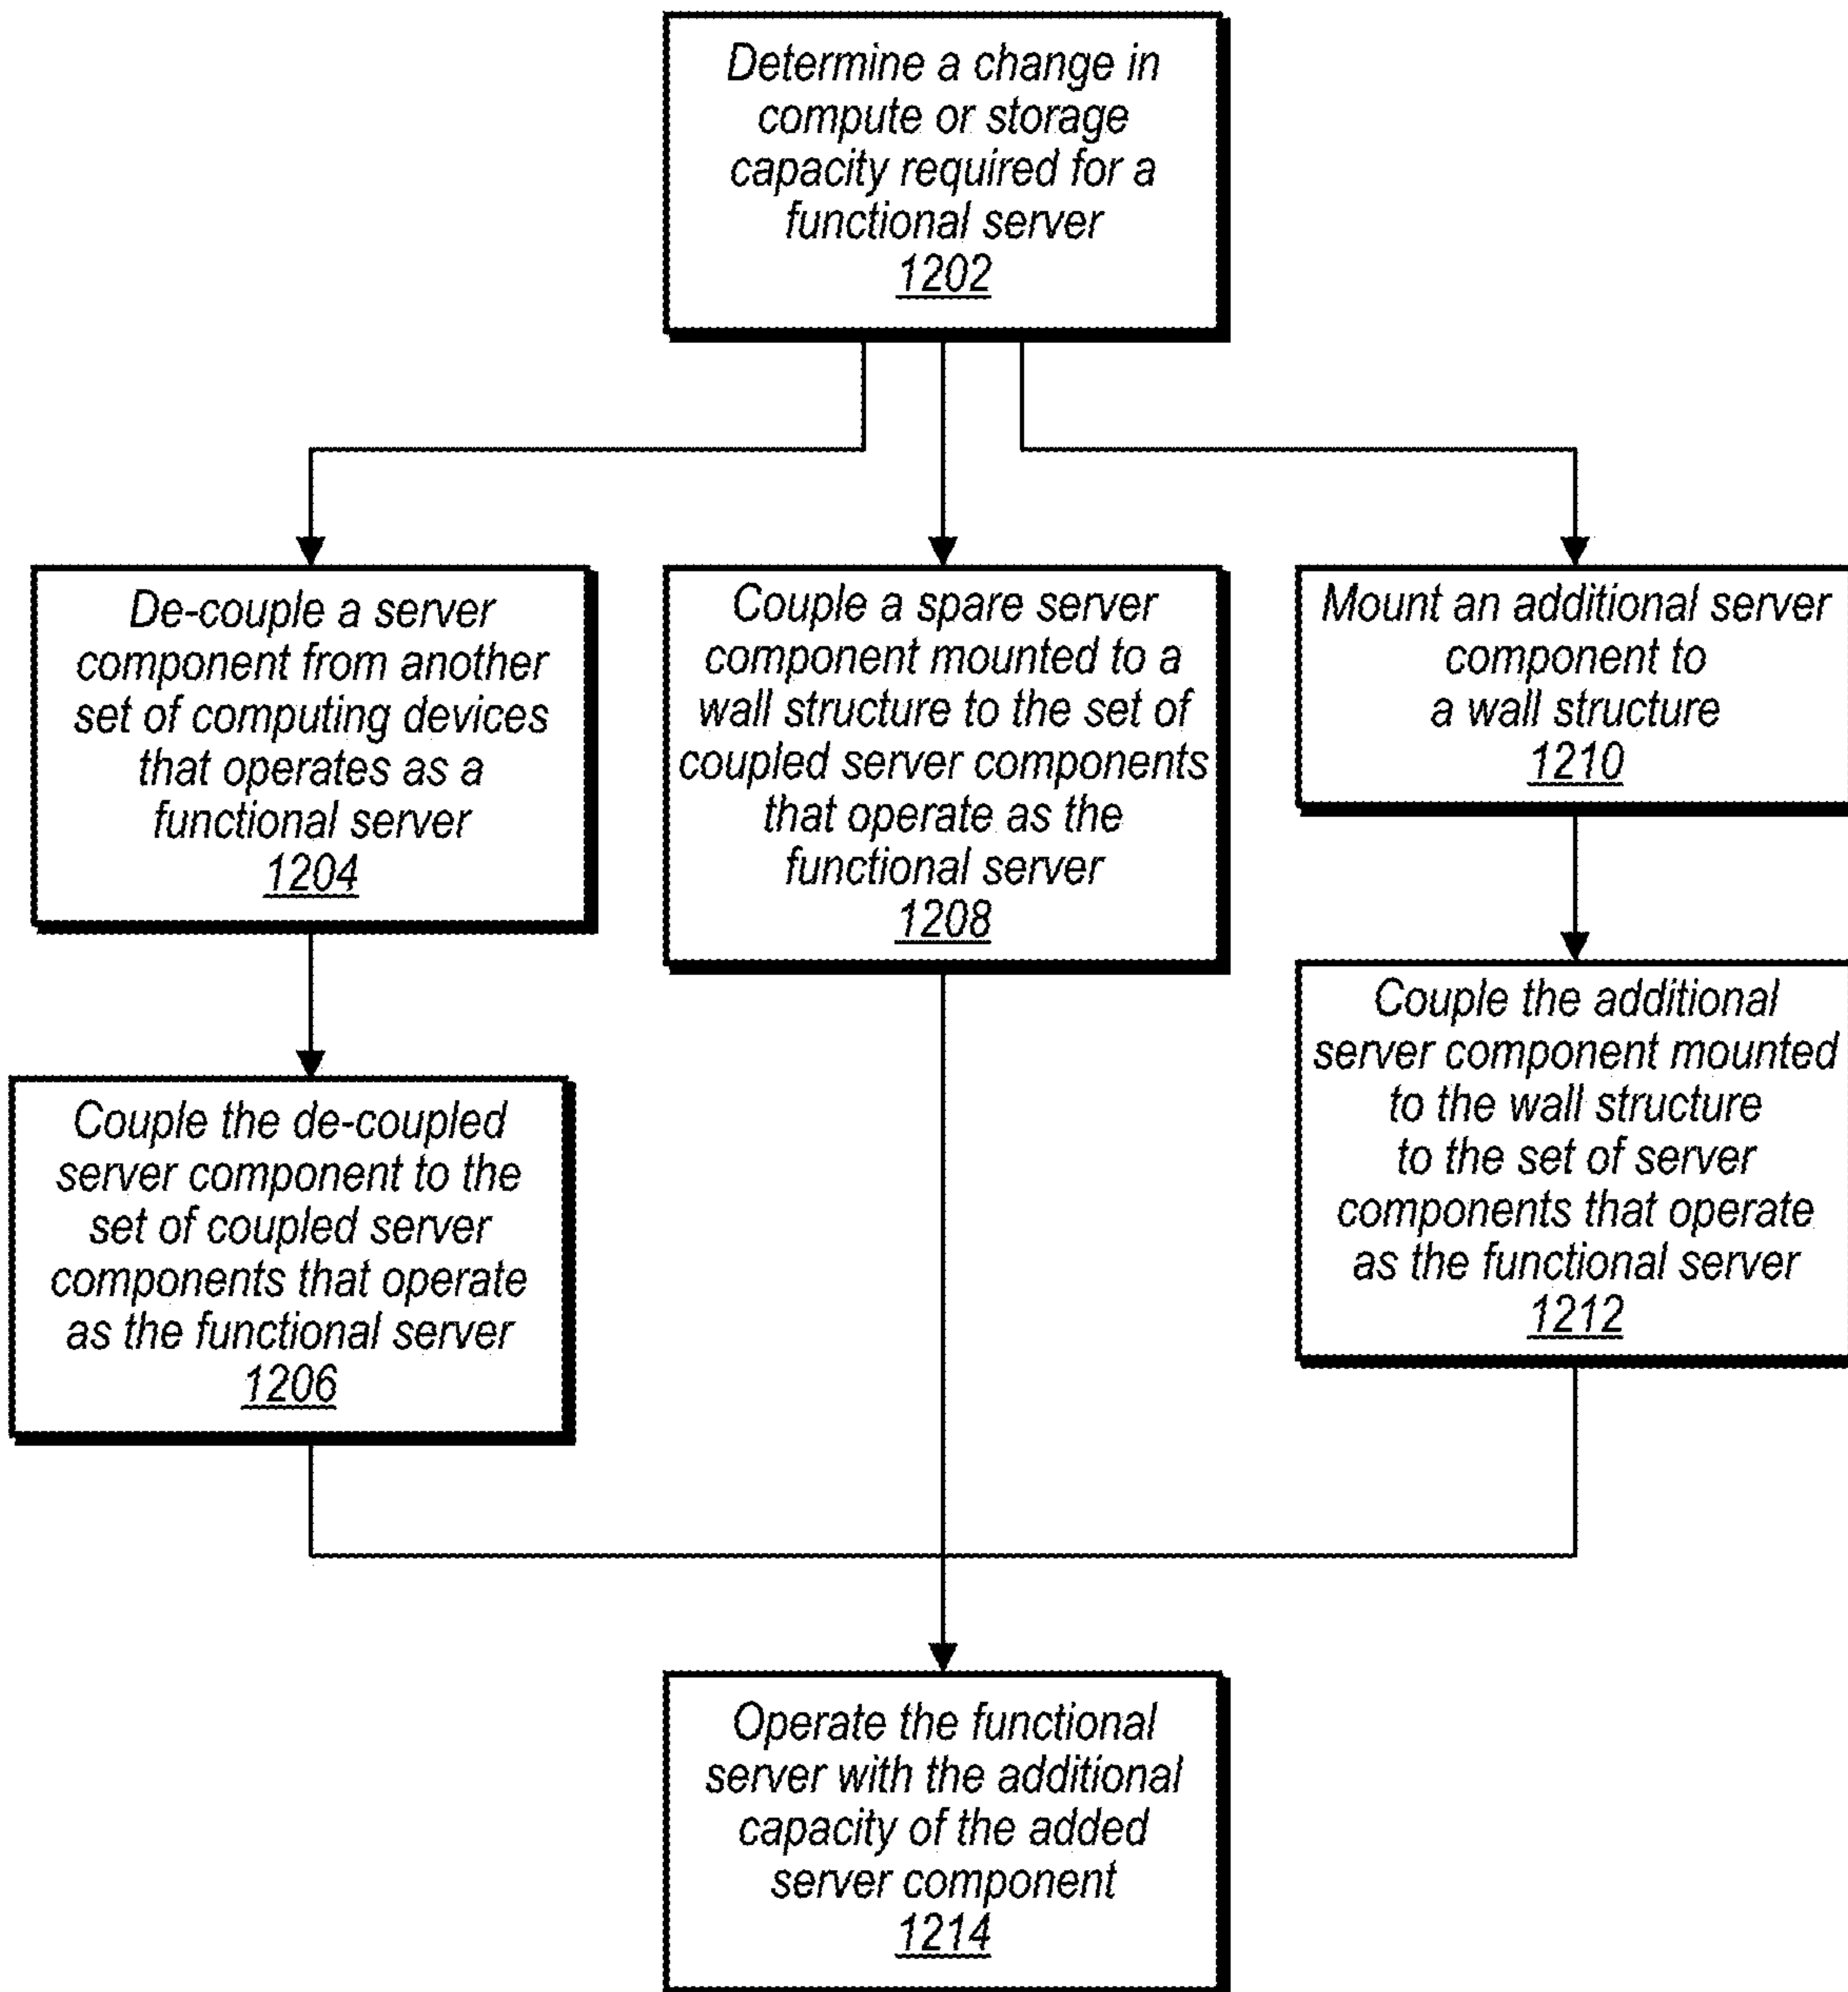 Determine a change in
compute or storage
capacity required for a
functional server
1202
De-couple a server
component from another
set of computing devices
that operates as a
functional server
1204
Couple the de-coupled
server component to the
set of coupled server
components that operate
as the functional server
1206
Couple a spare server
component mounted to a
wall structure to the set of
coupled server components
that operate as the
functional server
1208
Mount an additional server
component to
a wall structure
1210
Couple the additional
server component mounted
to the wall structure
to the set of server
components that operate
as the functional server
1212
Operate the functional
server with the additional
capacity of the added
server component
1214